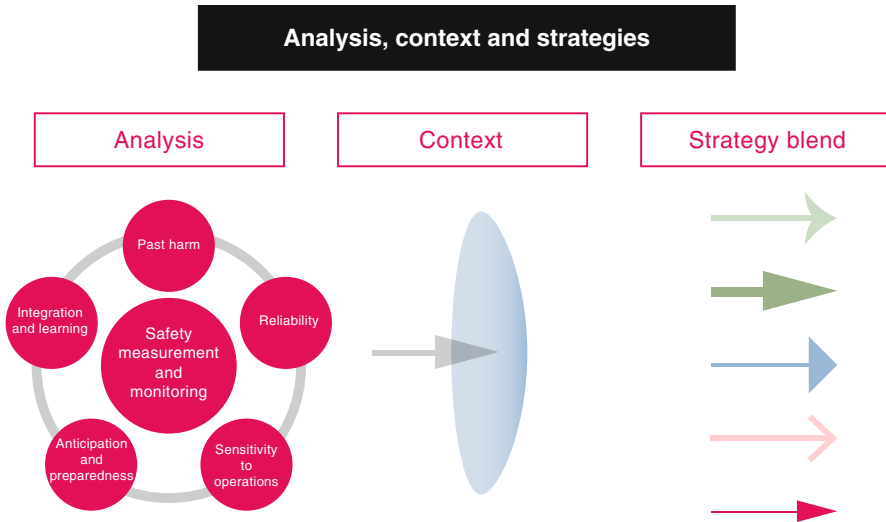 Analysis, context and strategies
Analysis
Context
Strategy blend
Past harm
Integration
and learning
Reliability
Safety
measurement
and
monitoring
Anticipation
and
preparedness
Sensitivity
to
operations